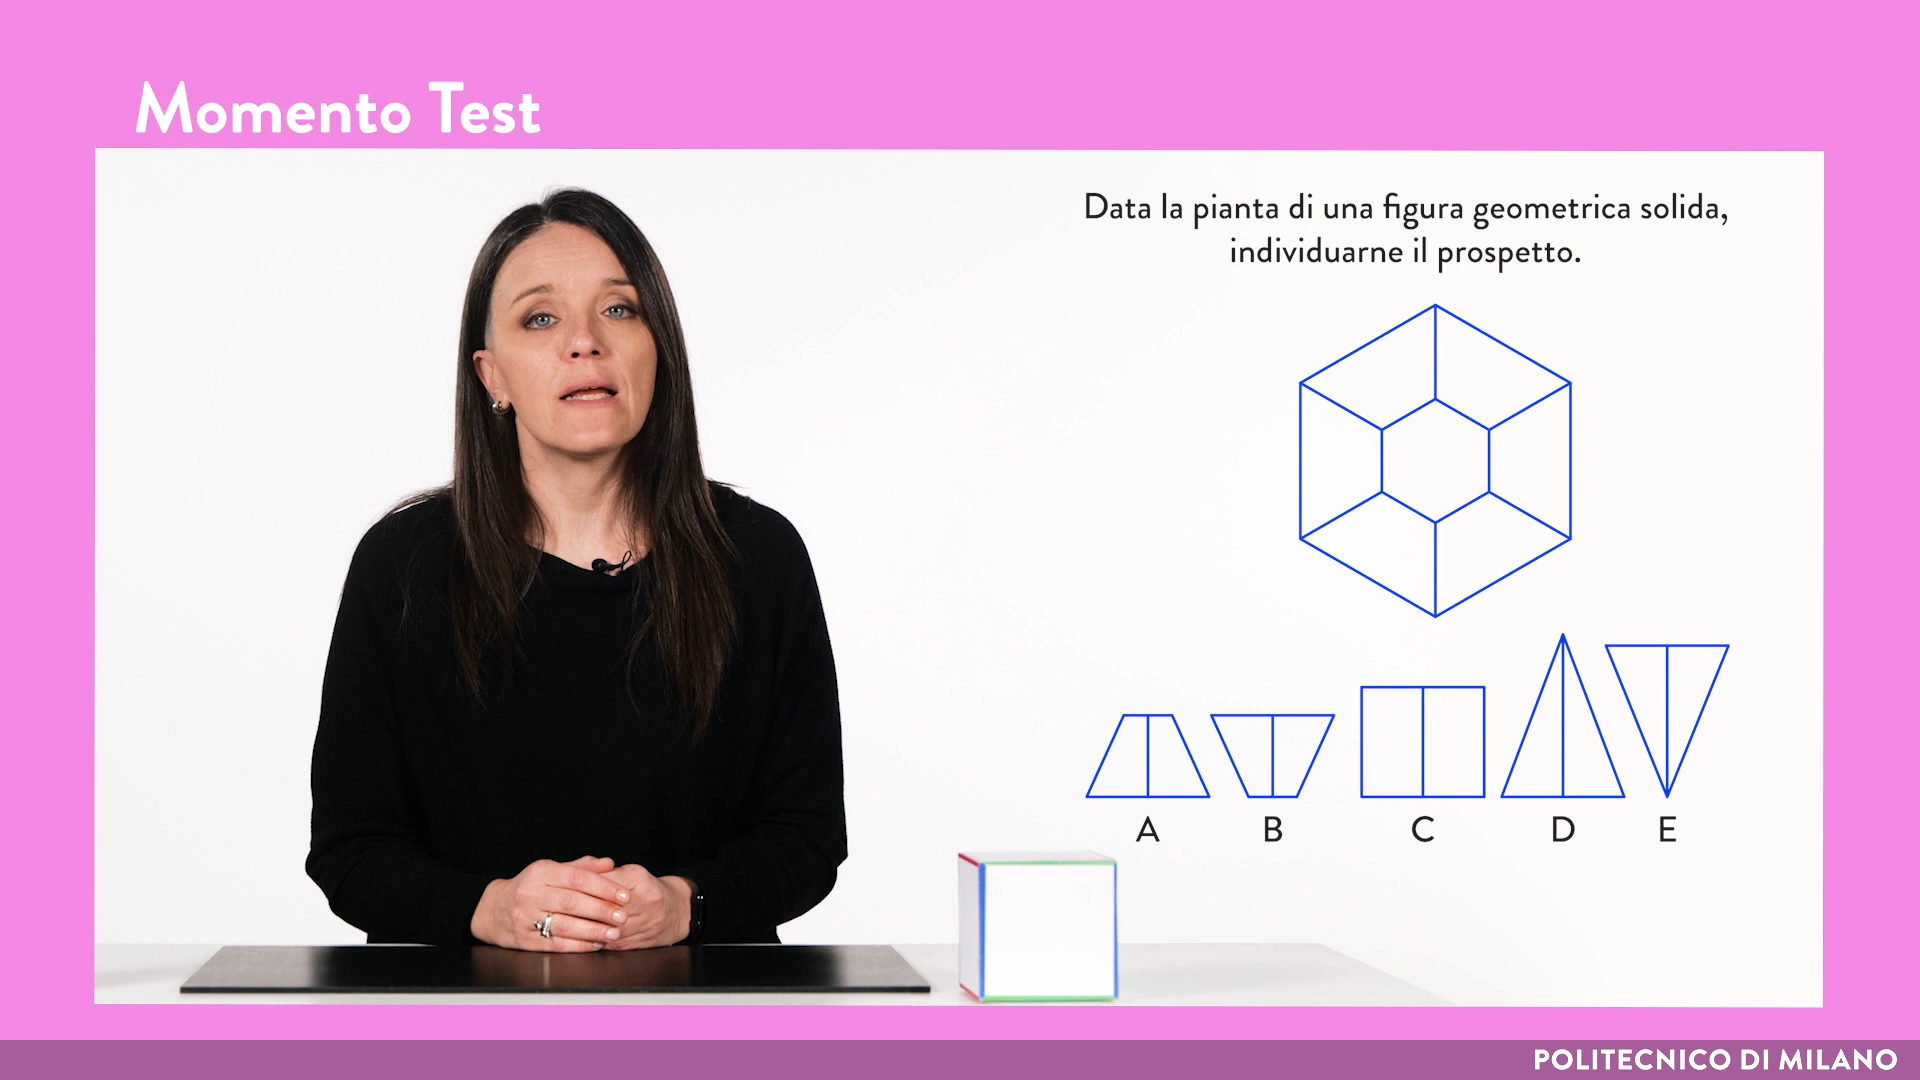 Momento Test
Data la pianta di una figura geometrica solida,
individuarne il prospetto.
A B C D E
POLITECNICO DI MILANO